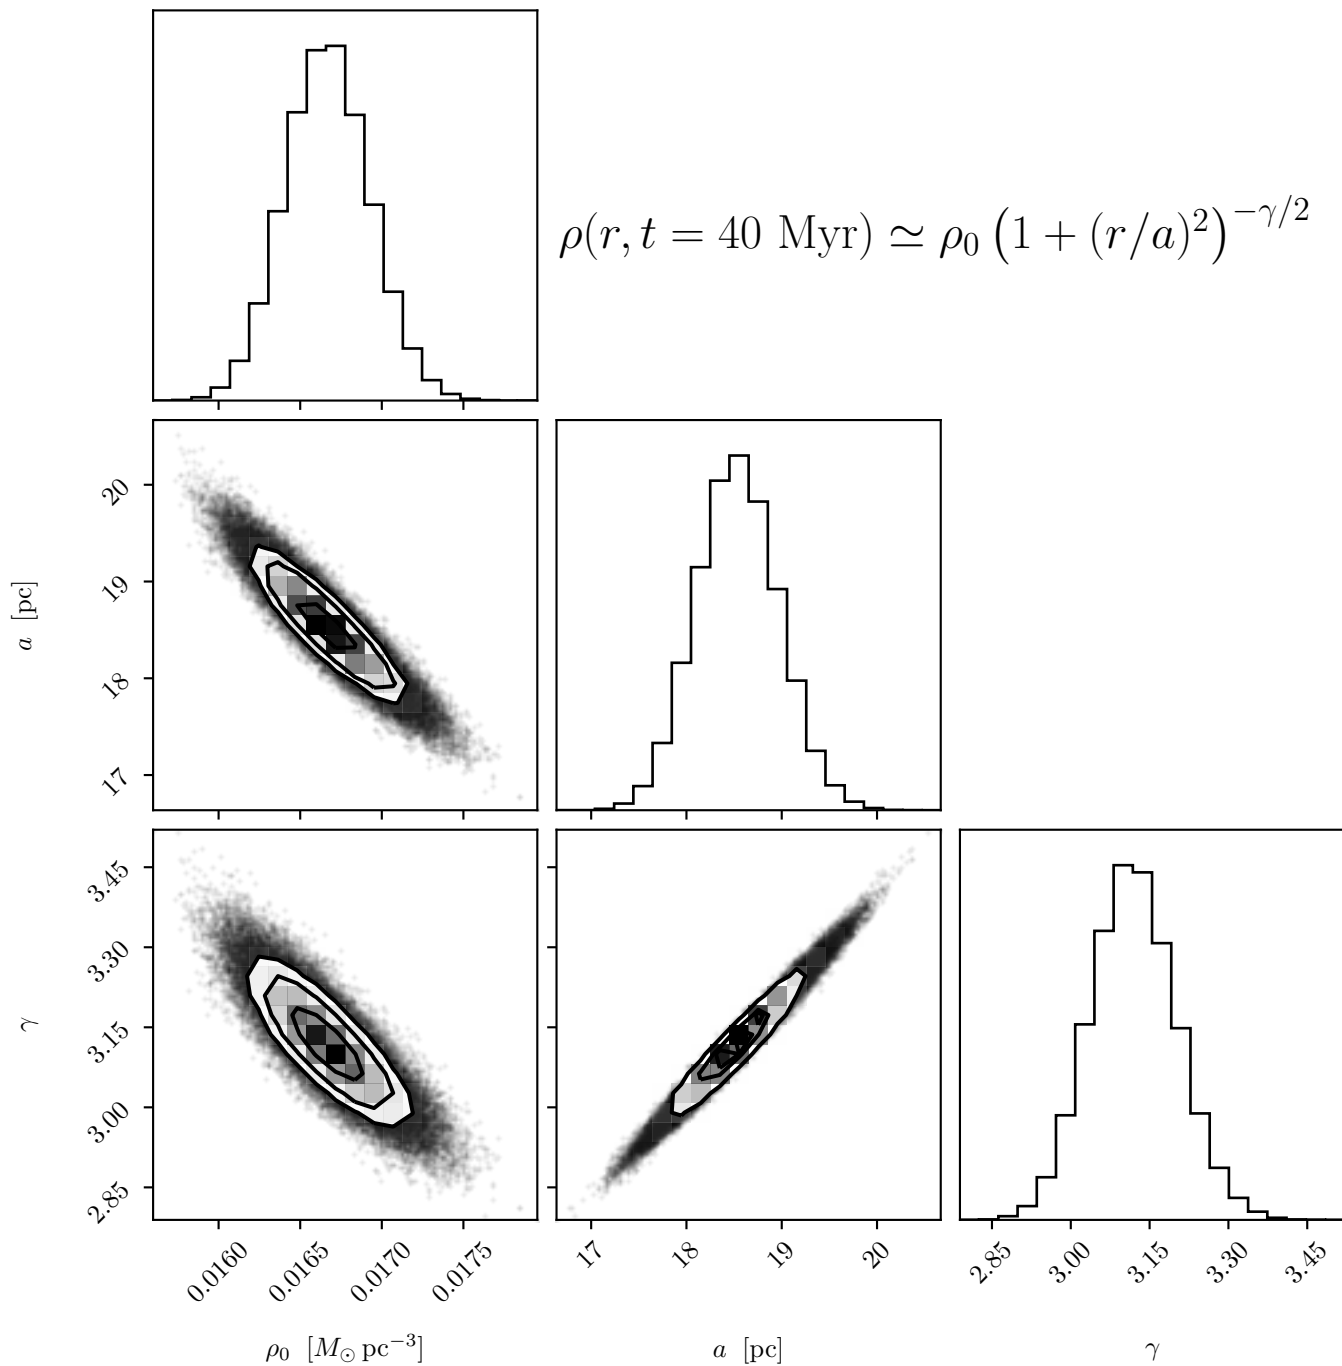 ρ(r, t = 40 Myr) ≃ ρ₀ (1 + (r/a)²)^{−γ/2}
20
19
18
17
a [pc]
3.45
3.30
3.15
3.00
2.85
γ
0.0160 0.0165 0.0170 0.0175
17 18 19 20
2.85 3.00 3.15 3.30 3.45
ρ₀ [M⊙ pc⁻³]
a [pc]
γ